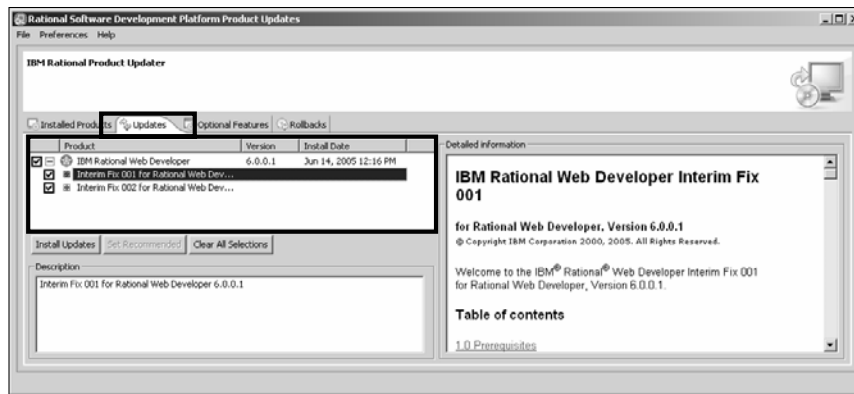 Rational Software Development Platform Product Updates
File Preferences Help
IBM Rational Product Updater
Installed Products Updates Optional Features Rollbacks
Product Version Install Date
IBM Rational Web Developer 6.0.0.1 Jun 14, 2005 12:16 PM
Interim Fix 001 for Rational Web Dev...
Interim Fix 002 for Rational Web Dev...
Install Updates Set Recommended Clear All Selections
Description
Interim Fix 001 for Rational Web Developer 6.0.0.1
Detailed information
IBM Rational Web Developer Interim Fix
001
for Rational Web Developer, Version 6.0.0.1
© Copyright IBM Corporation 2000, 2005. All Rights Reserved.
Welcome to the IBM® Rational® Web Developer Interim Fix 001
for Rational Web Developer, Version 6.0.0.1.
Table of contents
1.0 Prerequisites